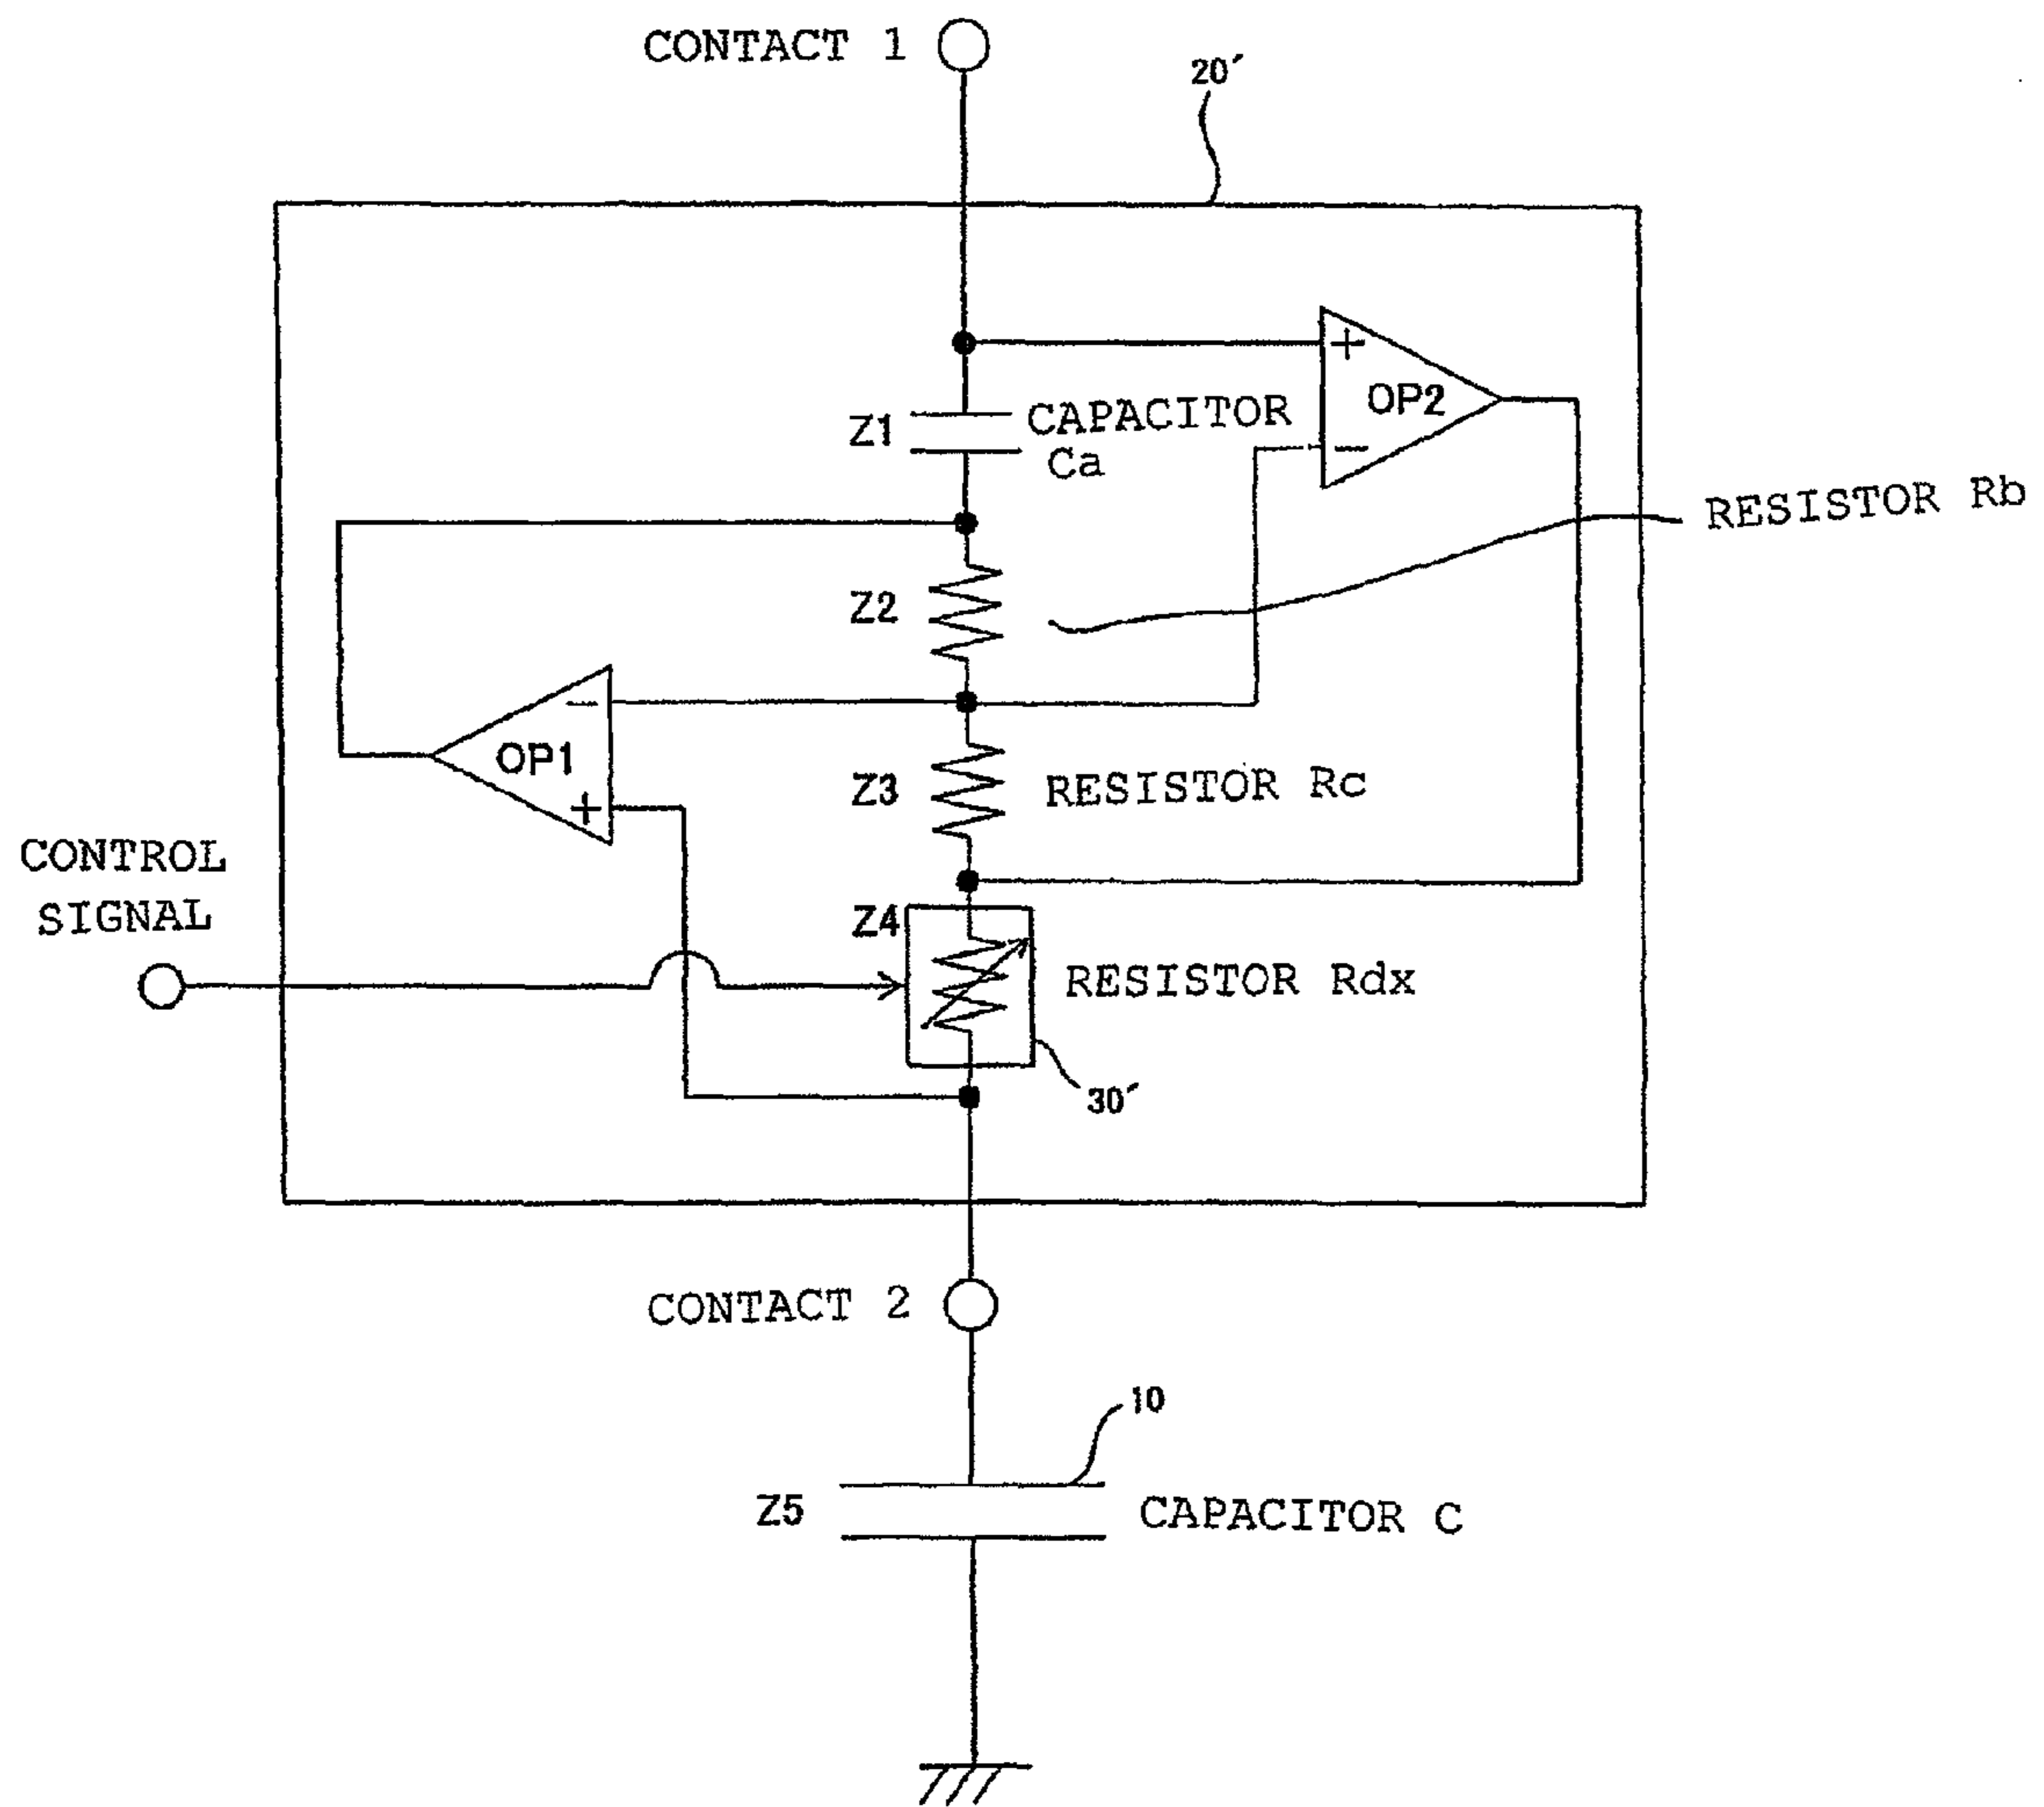 CONTACT 1
20′
+
OP2
−
Z1
CAPACITOR
Ca
RESISTOR Rb
Z2
−
OP1
+
Z3
RESISTOR Rc
CONTROL
SIGNAL
Z4
RESISTOR Rdx
30′
CONTACT 2
10
Z5
CAPACITOR C